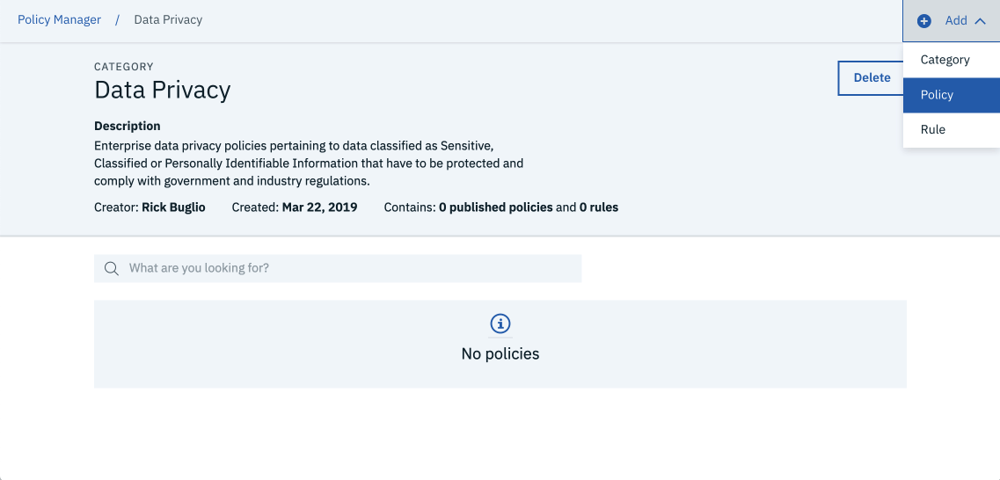 Policy Manager / Data Privacy
Add
Category
Policy
Rule
CATEGORY
Data Privacy
Delete
Description
Enterprise data privacy policies pertaining to data classified as Sensitive,
Classified or Personally Identifiable Information that have to be protected and
comply with government and industry regulations.
Creator: Rick Buglio Created: Mar 22, 2019 Contains: 0 published policies and 0 rules
What are you looking for?
No policies